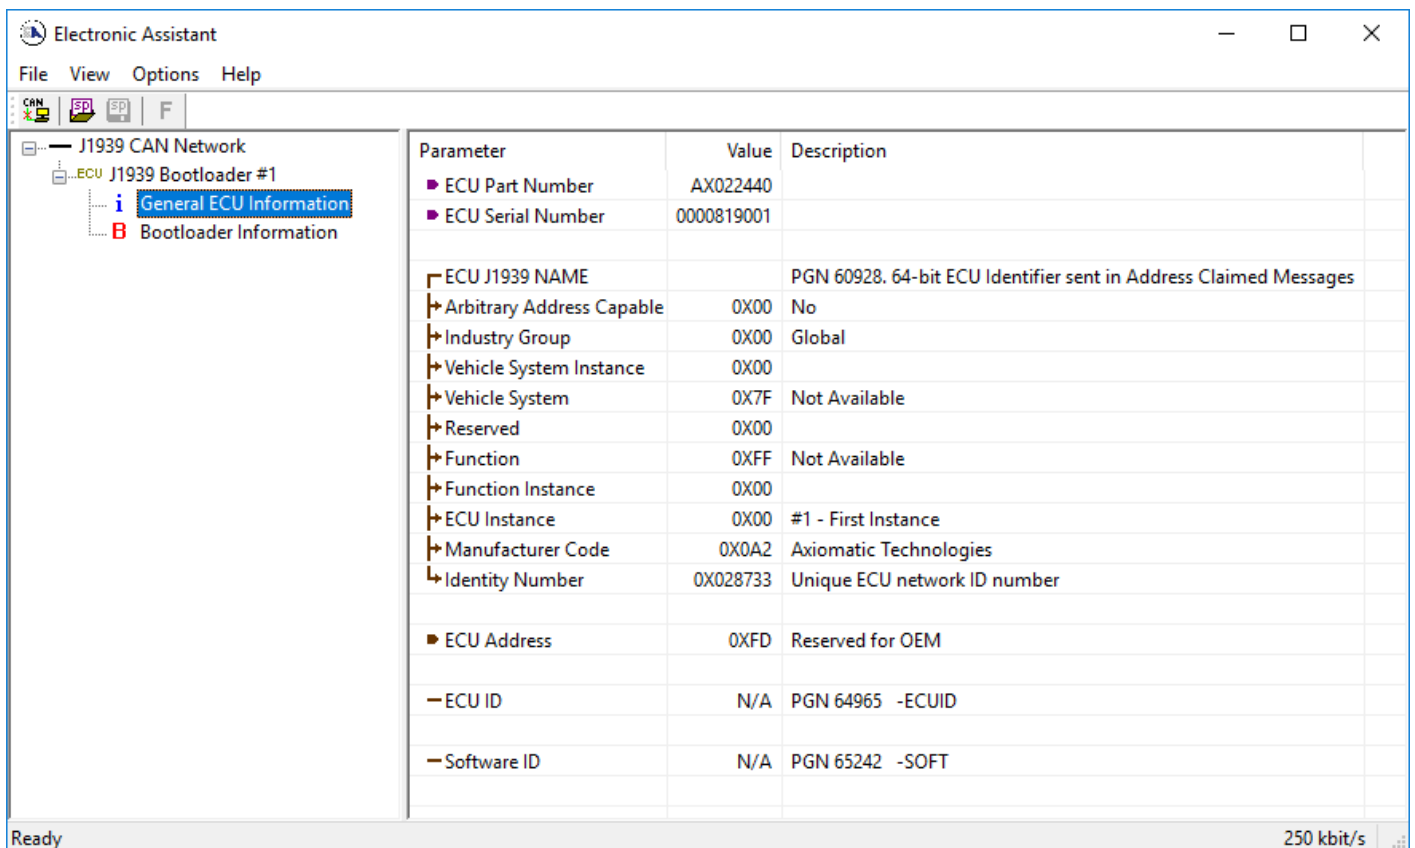 Electronic Assistant
File View Options Help
CAN SP SP F
J1939 CAN Network
ECU J1939 Bootloader #1
i General ECU Information
B Bootloader Information
Parameter Value Description
ECU Part Number AX022440
ECU Serial Number 0000819001
ECU J1939 NAME PGN 60928. 64-bit ECU Identifier sent in Address Claimed Messages
Arbitrary Address Capable 0X00 No
Industry Group 0X00 Global
Vehicle System Instance 0X00
Vehicle System 0X7F Not Available
Reserved 0X00
Function 0XFF Not Available
Function Instance 0X00
ECU Instance 0X00 #1 - First Instance
Manufacturer Code 0X0A2 Axiomatic Technologies
Identity Number 0X028733 Unique ECU network ID number
ECU Address 0XFD Reserved for OEM
ECU ID N/A PGN 64965 -ECUID
Software ID N/A PGN 65242 -SOFT
Ready 250 kbit/s